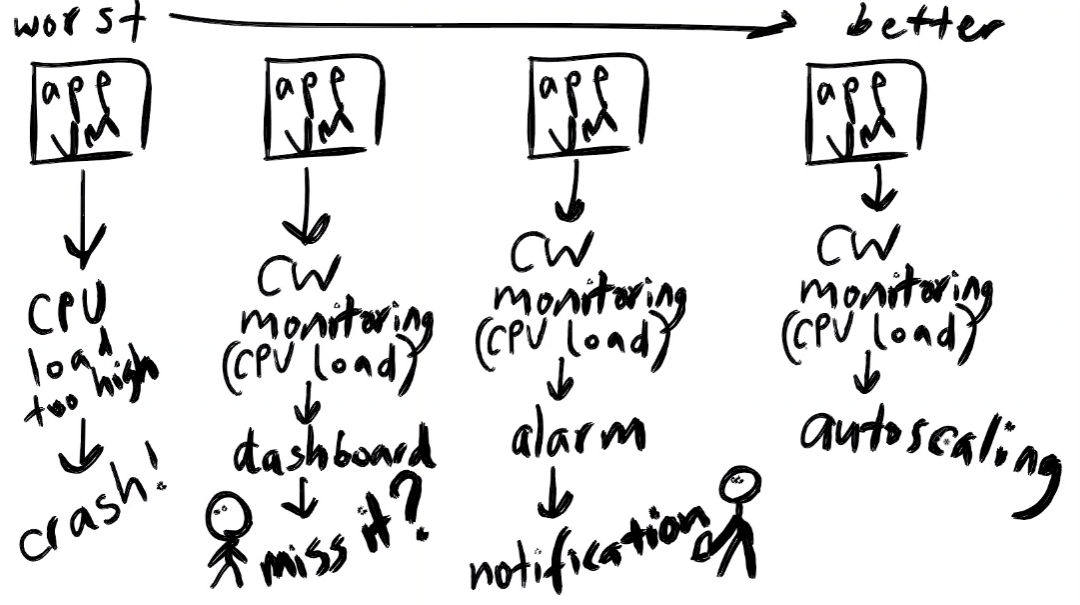 worst
better
app
VM
CPU
load
too high
crash!
app
VM
CW
monitoring
(CPU load)
dashboard
miss it?
app
VM
CW
monitoring
(CPU load)
alarm
notification
app
VM
CW
monitoring
(CPU load)
autoscaling